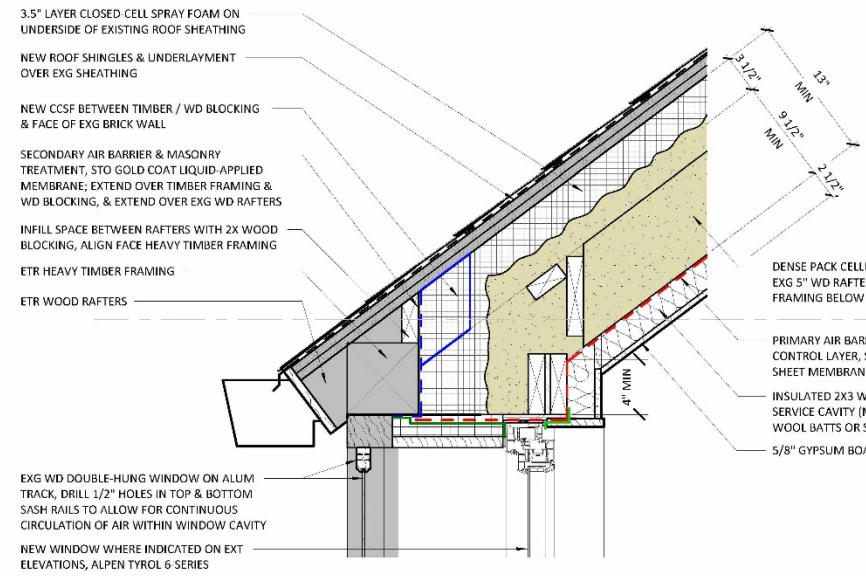 3.5" LAYER CLOSED-CELL SPRAY FOAM ON
UNDERSIDE OF EXISTING ROOF SHEATHING
NEW ROOF SHINGLES & UNDERLAYMENT
OVER EXG SHEATHING
NEW CCSF BETWEEN TIMBER / WD BLOCKING
& FACE OF EXG BRICK WALL
SECONDARY AIR BARRIER & MASONRY
TREATMENT, STO GOLD COAT LIQUID-APPLIED
MEMBRANE; EXTEND OVER TIMBER FRAMING &
WD BLOCKING, & EXTEND OVER EXG WD RAFTERS
INFILL SPACE BETWEEN RAFTERS WITH 2X WOOD
BLOCKING, ALIGN FACE HEAVY TIMBER FRAMING
ETR HEAVY TIMBER FRAMING
ETR WOOD RAFTERS
EXG WD DOUBLE-HUNG WINDOW ON ALUM
TRACK, DRILL 1/2" HOLES IN TOP & BOTTOM
SASH RAILS TO ALLOW FOR CONTINUOUS
CIRCULATION OF AIR WITHIN WINDOW CAVITY
NEW WINDOW WHERE INDICATED ON EXT
ELEVATIONS, ALPEN TYROL 6-SERIES
3 1/2"
13"
MIN
9 1/2"
MIN
2 1/2"
4" MIN
DENSE PACK CELL
EXG 5" WD RAFTE
FRAMING BELOW
PRIMARY AIR BAR
CONTROL LAYER, S
SHEET MEMBRAN
INSULATED 2X3 W
SERVICE CAVITY (M
WOOL BATTS OR S
5/8" GYPSUM BOA